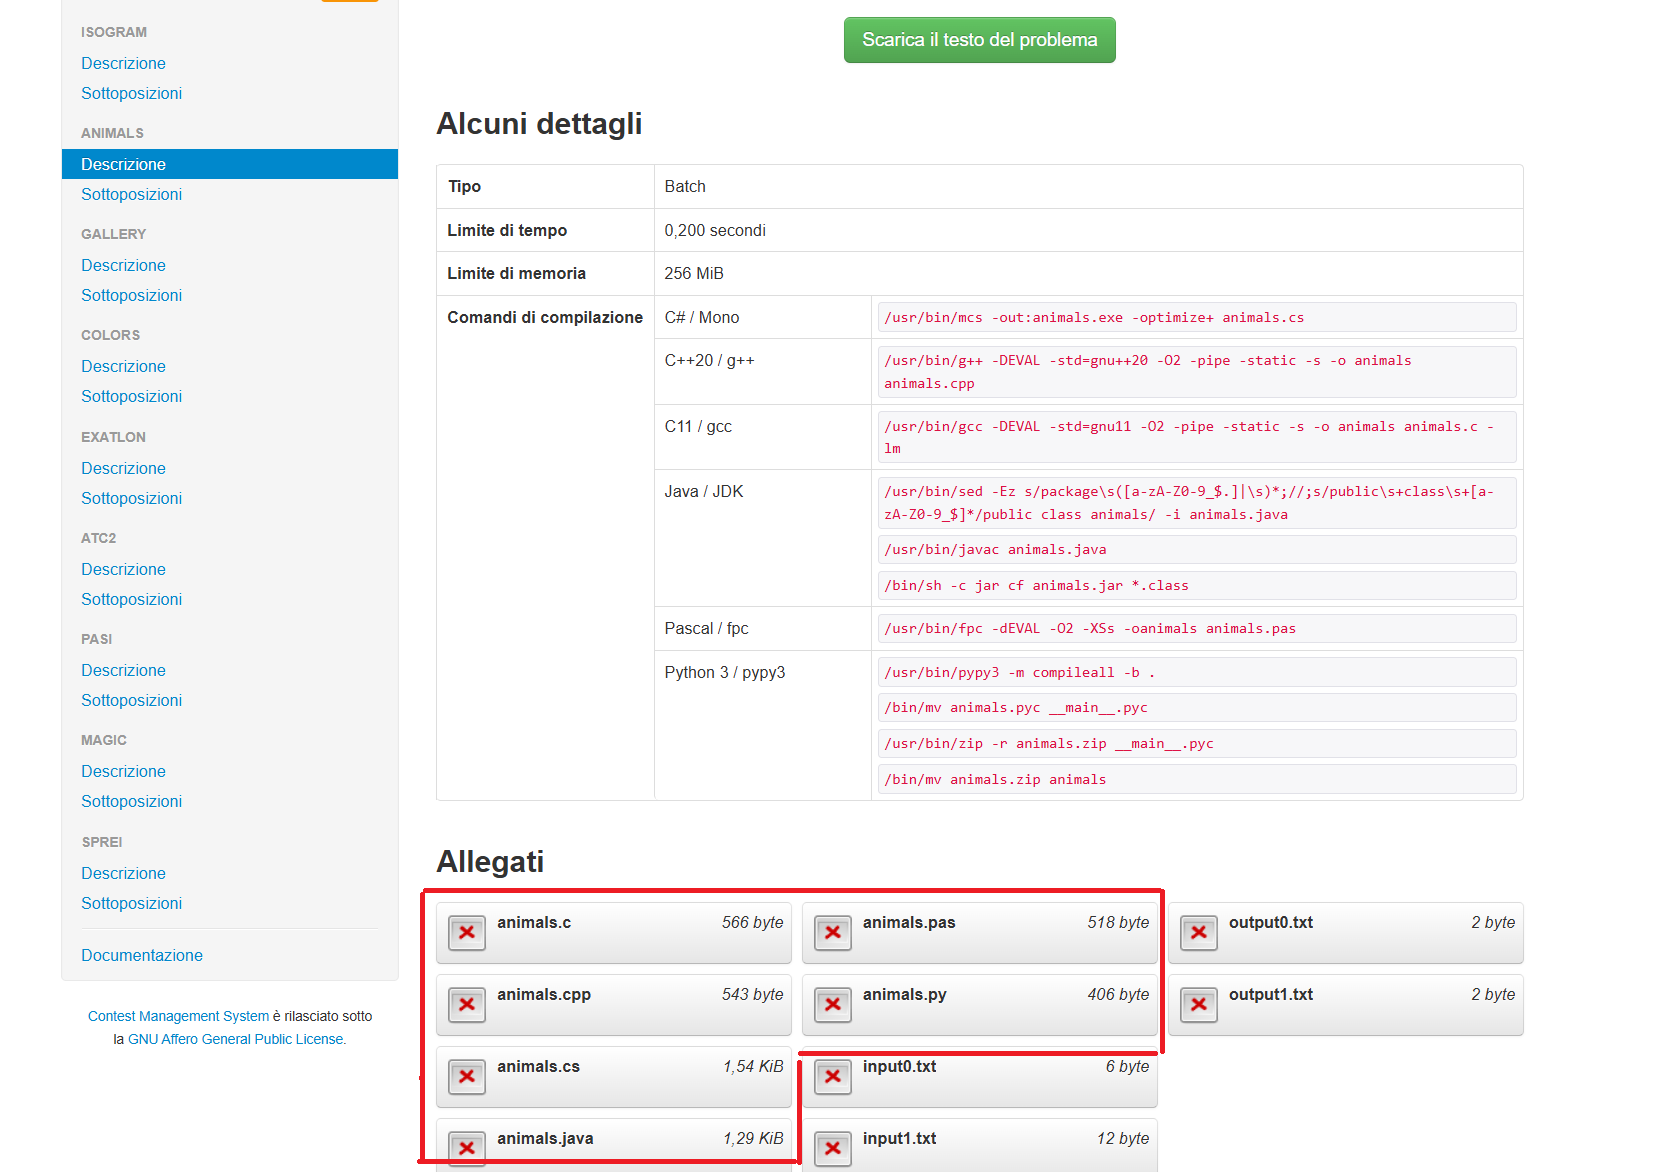 ISOGRAM
Descrizione
Sottoposizioni
ANIMALS
Descrizione
Sottoposizioni
GALLERY
Descrizione
Sottoposizioni
COLORS
Descrizione
Sottoposizioni
EXATLON
Descrizione
Sottoposizioni
ATC2
Descrizione
Sottoposizioni
PASI
Descrizione
Sottoposizioni
MAGIC
Descrizione
Sottoposizioni
SPREI
Descrizione
Sottoposizioni
Documentazione
Contest Management System è rilasciato sotto
la GNU Affero General Public License.
Scarica il testo del problema
Alcuni dettagli
Tipo Batch
Limite di tempo 0,200 secondi
Limite di memoria 256 MiB
Comandi di compilazione C# / Mono /usr/bin/mcs -out:animals.exe -optimize+ animals.cs
C++20 / g++ /usr/bin/g++ -DEVAL -std=gnu++20 -O2 -pipe -static -s -o animals
animals.cpp
C11 / gcc /usr/bin/gcc -DEVAL -std=gnu11 -O2 -pipe -static -s -o animals animals.c -
lm
Java / JDK /usr/bin/sed -Ez s/package\s([a-zA-Z0-9_$.]|\s)*;//;s/public\s+class\s+[a-
zA-Z0-9_$]*/public class animals/ -i animals.java
/usr/bin/javac animals.java
/bin/sh -c jar cf animals.jar *.class
Pascal / fpc /usr/bin/fpc -dEVAL -O2 -XSs -oanimals animals.pas
Python 3 / pypy3 /usr/bin/pypy3 -m compileall -b .
/bin/mv animals.pyc __main__.pyc
/usr/bin/zip -r animals.zip __main__.pyc
/bin/mv animals.zip animals
Allegati
animals.c 566 byte
animals.cpp 543 byte
animals.cs 1,54 KiB
animals.java 1,29 KiB
animals.pas 518 byte
animals.py 406 byte
input0.txt 6 byte
input1.txt 12 byte
output0.txt 2 byte
output1.txt 2 byte